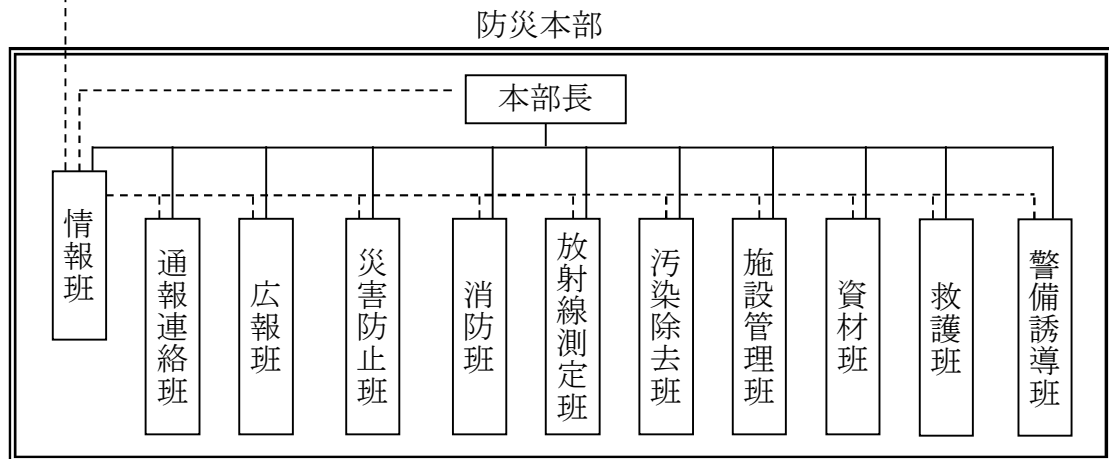 防災本部
本部長
情報班
通報連絡班
広報班
災害防止班
消防班
放射線測定班
汚染除去班
施設管理班
資材班
救護班
警備誘導班